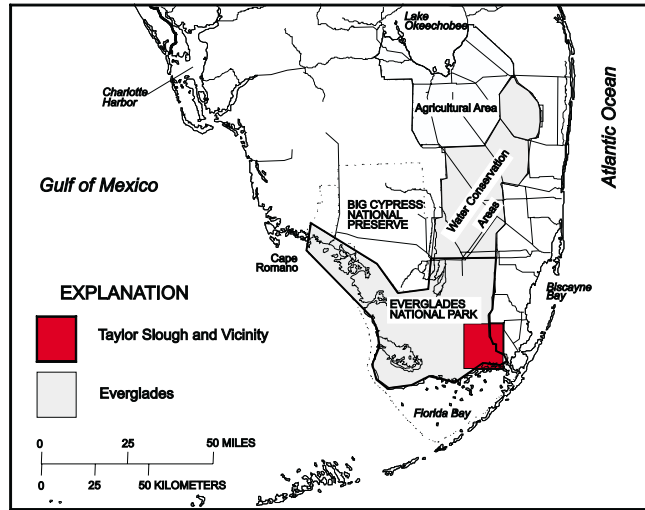 Lake
Okeechobee
Charlotte
Harbor
Agricultural Area
Atlantic Ocean
Gulf of Mexico
Water Conservation
Areas
BIG CYPRESS
NATIONAL
PRESERVE
Cape
Romano
Biscayne
Bay
EVERGLADES
NATIONAL PARK
EXPLANATION
Taylor Slough and Vicinity
Everglades
Florida Bay
0 25 50 MILES
0 25 50 KILOMETERS